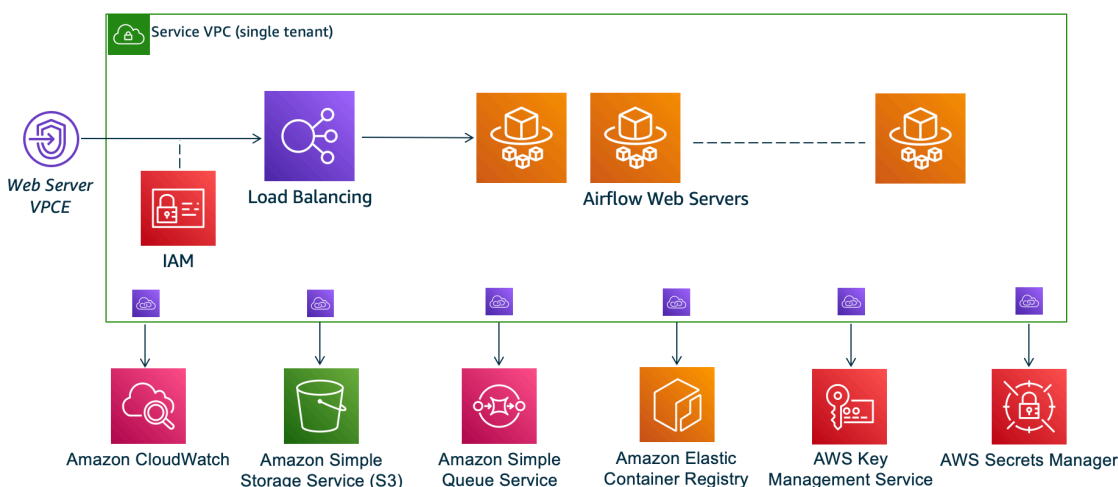 Service VPC (single tenant)
Web Server
VPCE
Load Balancing
Airflow Web Servers
IAM
Amazon CloudWatch
Amazon Simple
Storage Service (S3)
Amazon Simple
Queue Service
Amazon Elastic
Container Registry
AWS Key
Management Service
AWS Secrets Manager